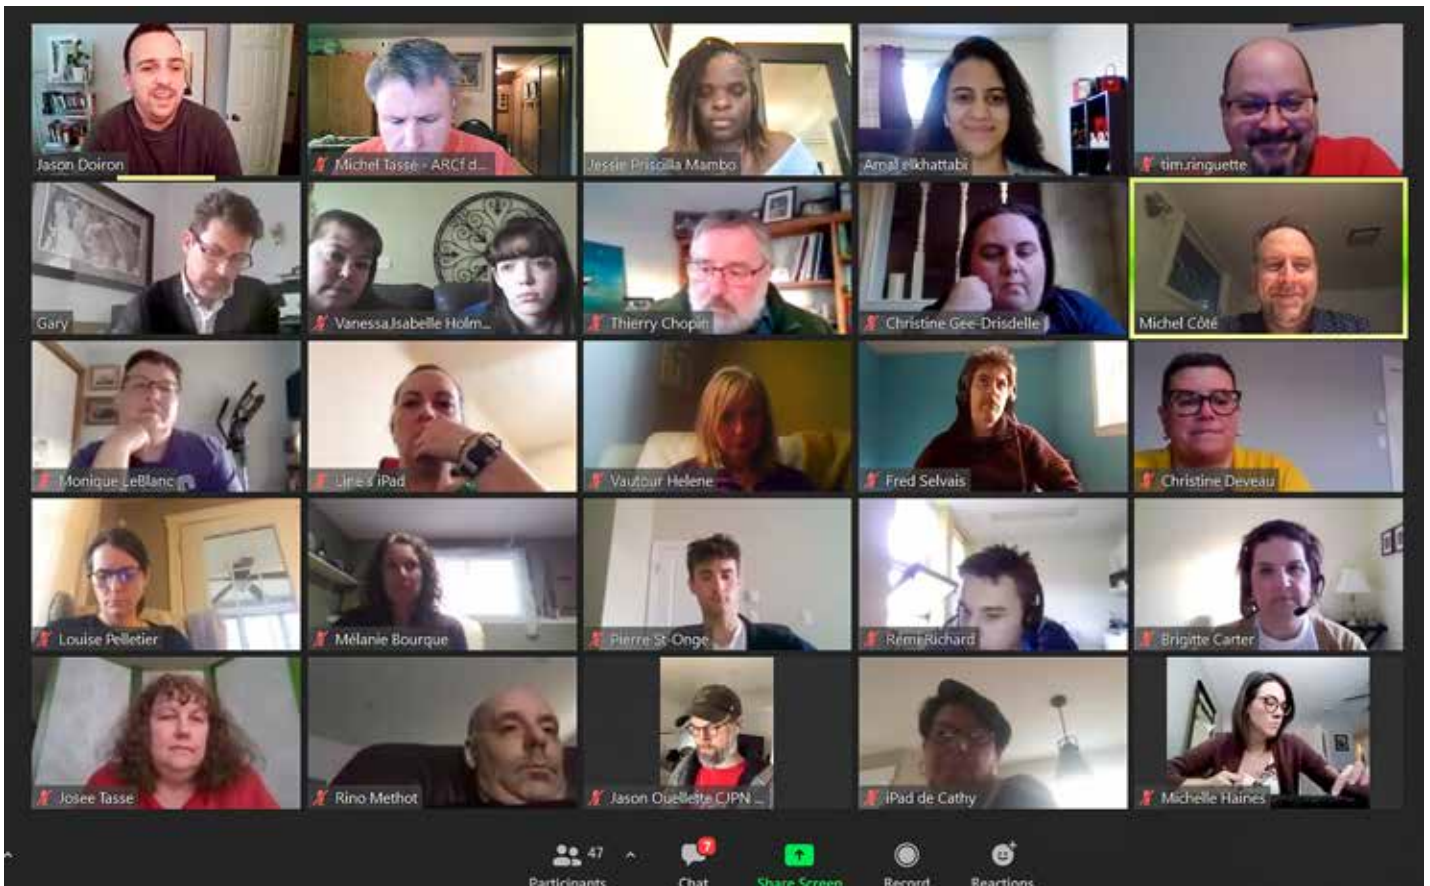 Jason Doiron
Michel Tassé - ARCf d...
Jessie Priscilla Mambo
Amal elkhattabi
tim.ringuette
Gary
Vanessa,Isabelle Holm...
Thierry Chopin
Christine Gee-Drisdelle
Michel Côté
Monique LeBlanc
Line's iPad
Vautour Helene
Fred Selvais
Christine Deveau
Louise Pelletier
Mélanie Bourque
Pierre St-Onge
Rémi Richard
Brigitte Carter
Josee Tasse
Rino Methot
Jason Ouellette CJPN ...
iPad de Cathy
Michelle Haines
47
7
Participants
Chat
Share Screen
Record
Reactions